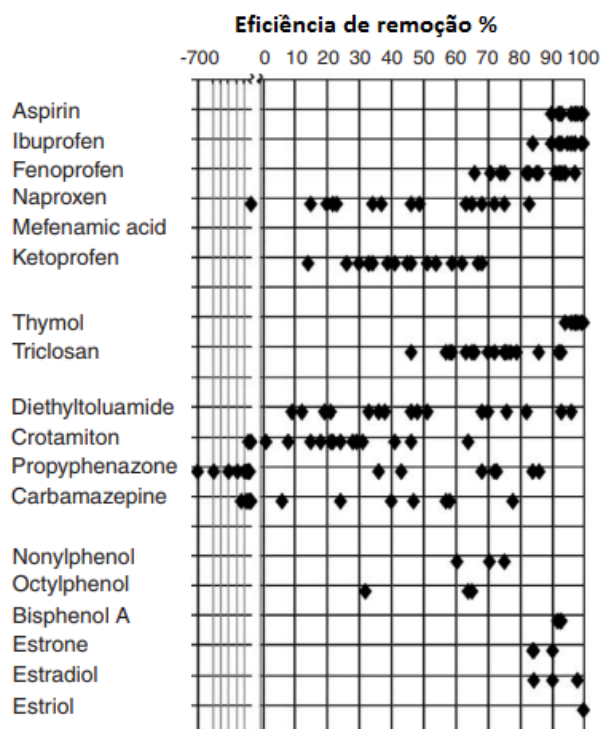 Eficiência de remoção %
-700 0 10 20 30 40 50 60 70 80 90 100
Aspirin
Ibuprofen
Fenoprofen
Naproxen
Mefenamic acid
Ketoprofen
Thymol
Triclosan
Diethyltoluamide
Crotamiton
Propyphenazone
Carbamazepine
Nonylphenol
Octylphenol
Bisphenol A
Estrone
Estradiol
Estriol